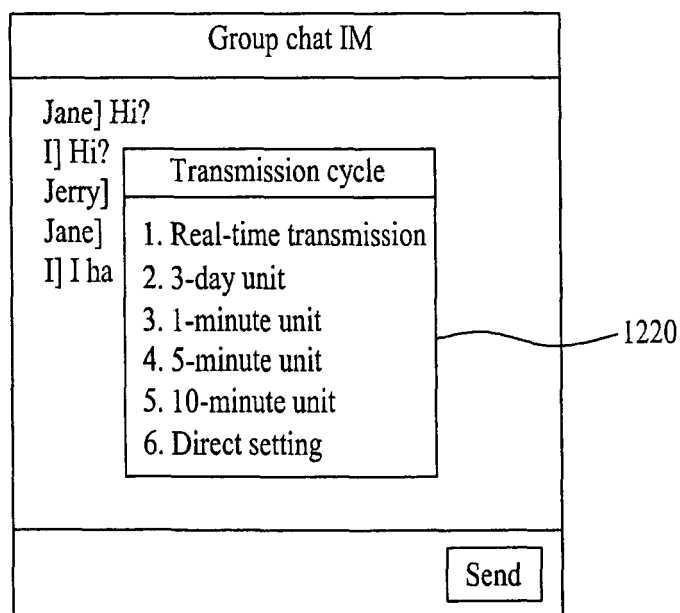 Group chat IM
Jane] Hi?
I] Hi?
Jerry]
Jane]
I] I ha
Transmission cycle
1. Real-time transmission
2. 3-day unit
3. 1-minute unit
4. 5-minute unit
5. 10-minute unit
6. Direct setting
1220
Send